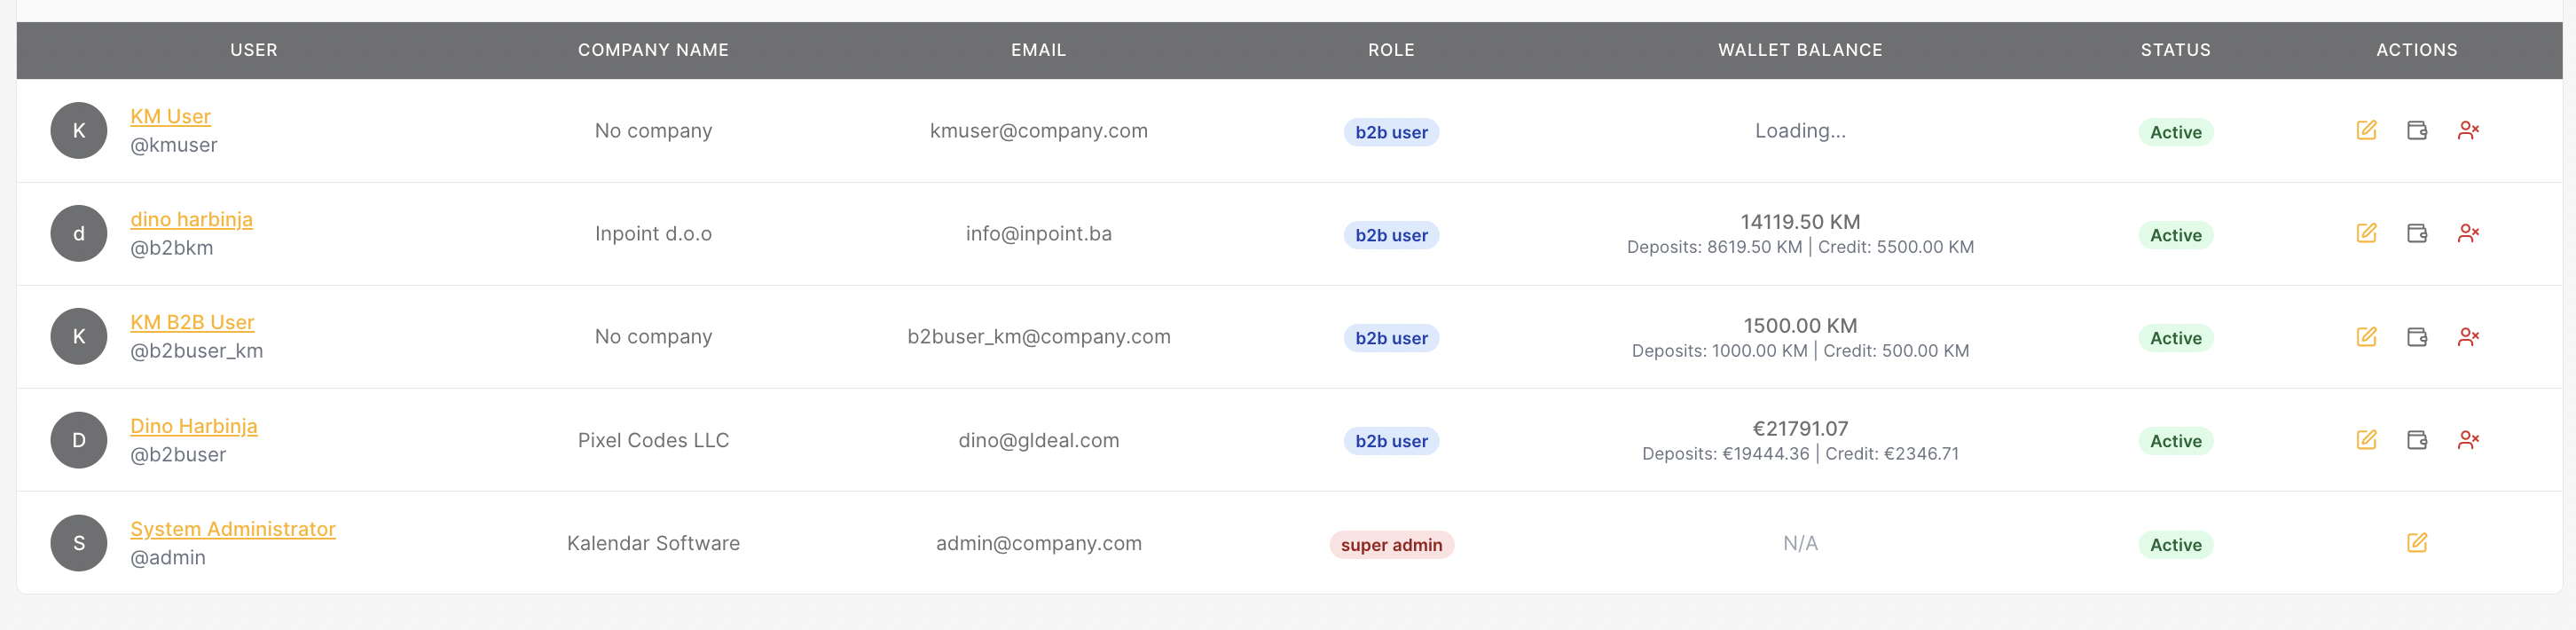 USER COMPANY NAME EMAIL ROLE WALLET BALANCE STATUS ACTIONS
K KM User @kmuser No company kmuser@company.com b2b user Loading... Active
d dino harbinja @b2bkm Inpoint d.o.o info@inpoint.ba b2b user 14119.50 KM Deposits: 8619.50 KM | Credit: 5500.00 KM Active
K KM B2B User @b2buser_km No company b2buser_km@company.com b2b user 1500.00 KM Deposits: 1000.00 KM | Credit: 500.00 KM Active
D Dino Harbinja @b2buser Pixel Codes LLC dino@gldeal.com b2b user €21791.07 Deposits: €19444.36 | Credit: €2346.71 Active
S System Administrator @admin Kalendar Software admin@company.com super admin N/A Active